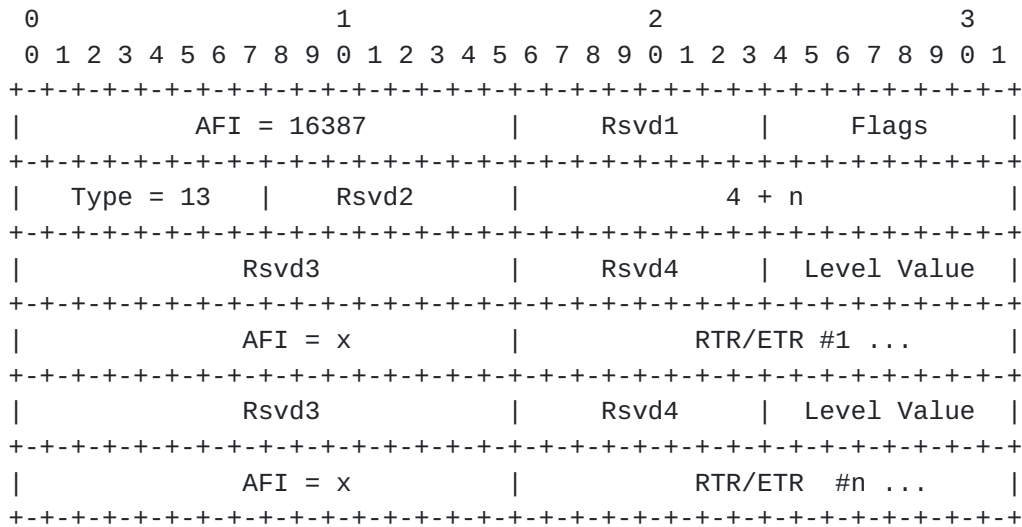 0                   1                   2                   3
 0 1 2 3 4 5 6 7 8 9 0 1 2 3 4 5 6 7 8 9 0 1 2 3 4 5 6 7 8 9 0 1
+-+-+-+-+-+-+-+-+-+-+-+-+-+-+-+-+-+-+-+-+-+-+-+-+-+-+-+-+-+-+-+-+
|           AFI = 16387         |     Rsvd1     |     Flags     |
+-+-+-+-+-+-+-+-+-+-+-+-+-+-+-+-+-+-+-+-+-+-+-+-+-+-+-+-+-+-+-+-+
|   Type = 13   |    Rsvd2      |             4 + n             |
+-+-+-+-+-+-+-+-+-+-+-+-+-+-+-+-+-+-+-+-+-+-+-+-+-+-+-+-+-+-+-+-+
|              Rsvd3            |     Rsvd4     |  Level Value  |
+-+-+-+-+-+-+-+-+-+-+-+-+-+-+-+-+-+-+-+-+-+-+-+-+-+-+-+-+-+-+-+-+
|              AFI = x          |           RTR/ETR #1 ...      |
+-+-+-+-+-+-+-+-+-+-+-+-+-+-+-+-+-+-+-+-+-+-+-+-+-+-+-+-+-+-+-+-+
|              Rsvd3            |     Rsvd4     |  Level Value  |
+-+-+-+-+-+-+-+-+-+-+-+-+-+-+-+-+-+-+-+-+-+-+-+-+-+-+-+-+-+-+-+-+
|              AFI = x          |           RTR/ETR  #n ...     |
+-+-+-+-+-+-+-+-+-+-+-+-+-+-+-+-+-+-+-+-+-+-+-+-+-+-+-+-+-+-+-+-+